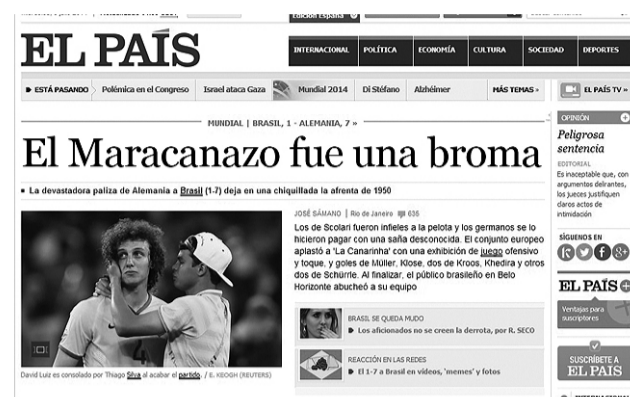 Edición España
EL PAÍS
INTERNACIONAL POLÍTICA ECONOMÍA CULTURA SOCIEDAD DEPORTES
ESTÁ PASANDO Polémica en el Congreso Israel ataca Gaza Mundial 2014 Di Stéfano Alzhéimer MÁS TEMAS »
EL PAÍS TV »
MUNDIAL | BRASIL, 1 - ALEMANIA, 7 »
El Maracanazo fue una broma
La devastadora paliza de Alemania a Brasil (1-7) deja en una chiquillada la afrenta de 1950
JOSÉ SÁMANO | Río de Janeiro 635
Los de Scolari fueron infieles a la pelota y los germanos se lo
hicieron pagar con una saña desconocida. El conjunto europeo
aplastó a 'La Canarinha' con una exhibición de juego ofensivo
y toque, y goles de Müller, Klose, dos de Kroos, Khedira y otros
dos de Schürrle. Al finalizar, el público brasileño en Belo
Horizonte abucheó a su equipo
BRASIL SE QUEDA MUDO
Los aficionados no se creen la derrota, por R. SECO
REACCIÓN EN LAS REDES
El 1-7 a Brasil en vídeos, 'memes' y fotos
David Luiz es consolado por Thiago Silva al acabar el partido. / E. KEOGH (REUTERS)
OPINIÓN
Peligrosa
sentencia
EDITORIAL
Es inaceptable que, con
argumentos delirantes,
los jueces justifiquen
claros actos de
intimidación
SÍGUENOS EN
EL PAÍS +
Ventajas para
suscriptores
SUSCRÍBETE A
EL PAÍS